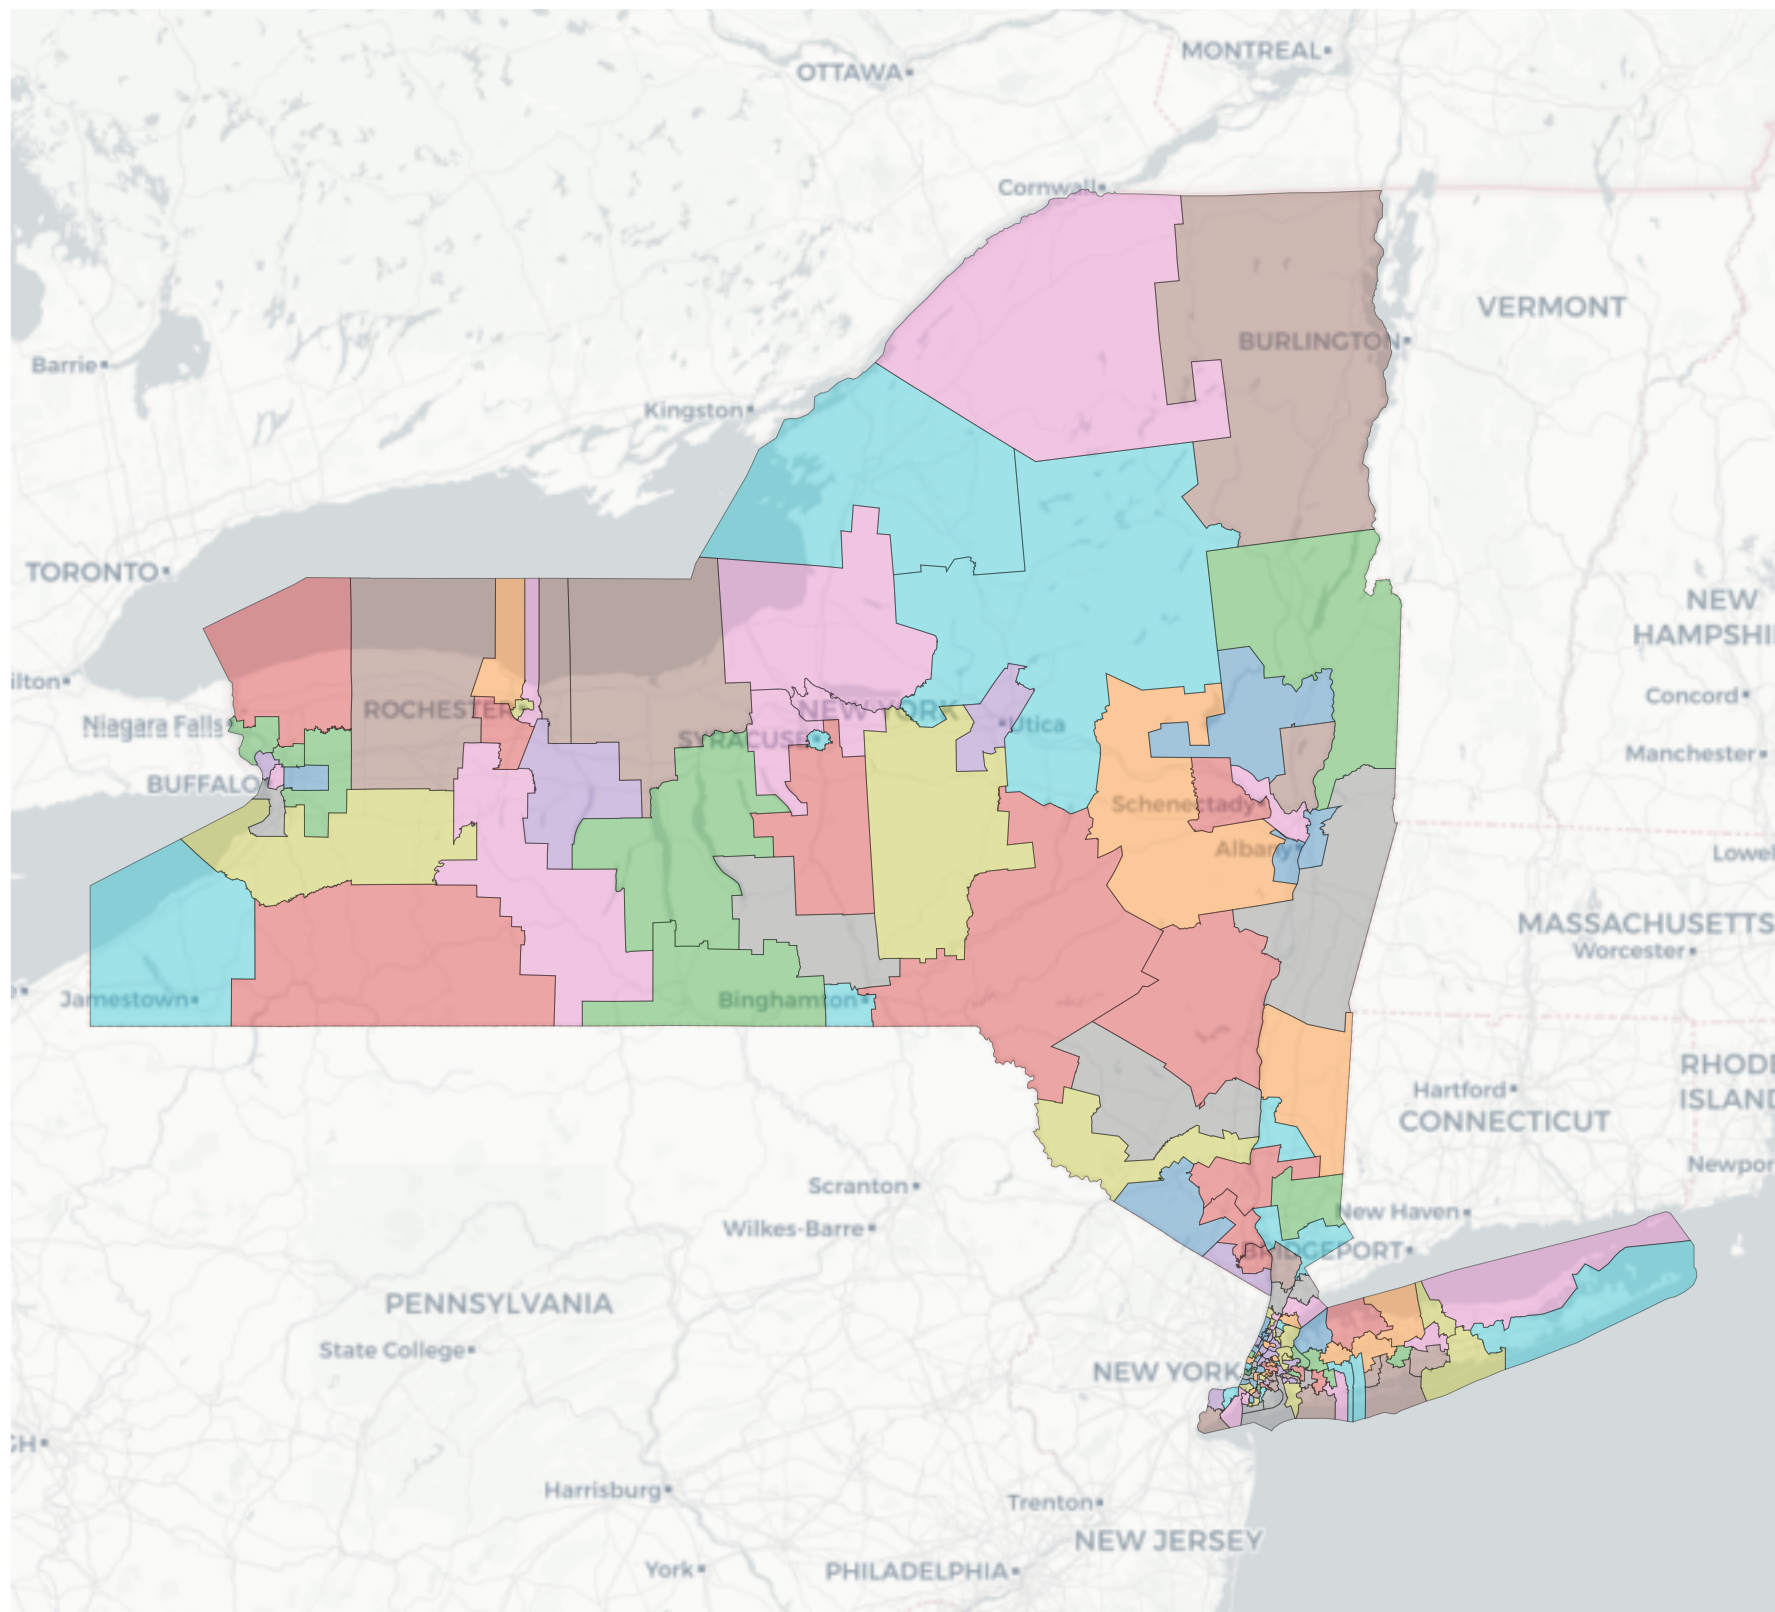 MONTREAL
OTTAWA
Cornwall
VERMONT
BURLINGTON
Barrie
Kingston
TORONTO
NEW
HAMPSHI
ilton
Concord
ROCHESTER
NEW YORK
Niagara Falls
Utica
SYRACUSE
Manchester
BUFFALO
Schenectady
Albany
Lowel
MASSACHUSETTS
Worcester
Jamestown
Binghamton
RHODE
ISLAND
Hartford
CONNECTICUT
Newpor
Scranton
New Haven
Wilkes-Barre
BRIDGEPORT
PENNSYLVANIA
State College
NEW YORK
GH
Harrisburg
Trenton
NEW JERSEY
York
PHILADELPHIA